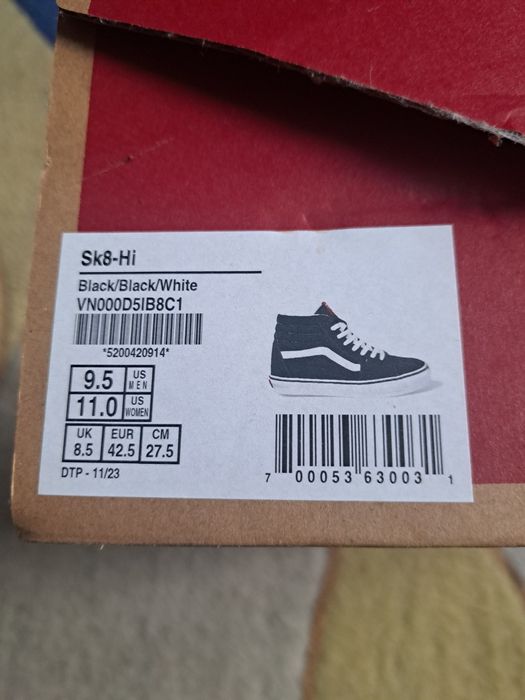 Sk8-Hi
Black/Black/White
VN000D5IB8C1
*5200420914*
9.5 US MEN
11.0 US WOMEN
UK EUR CM
8.5 42.5 27.5
DTP - 11/23
7 00053 63003 1